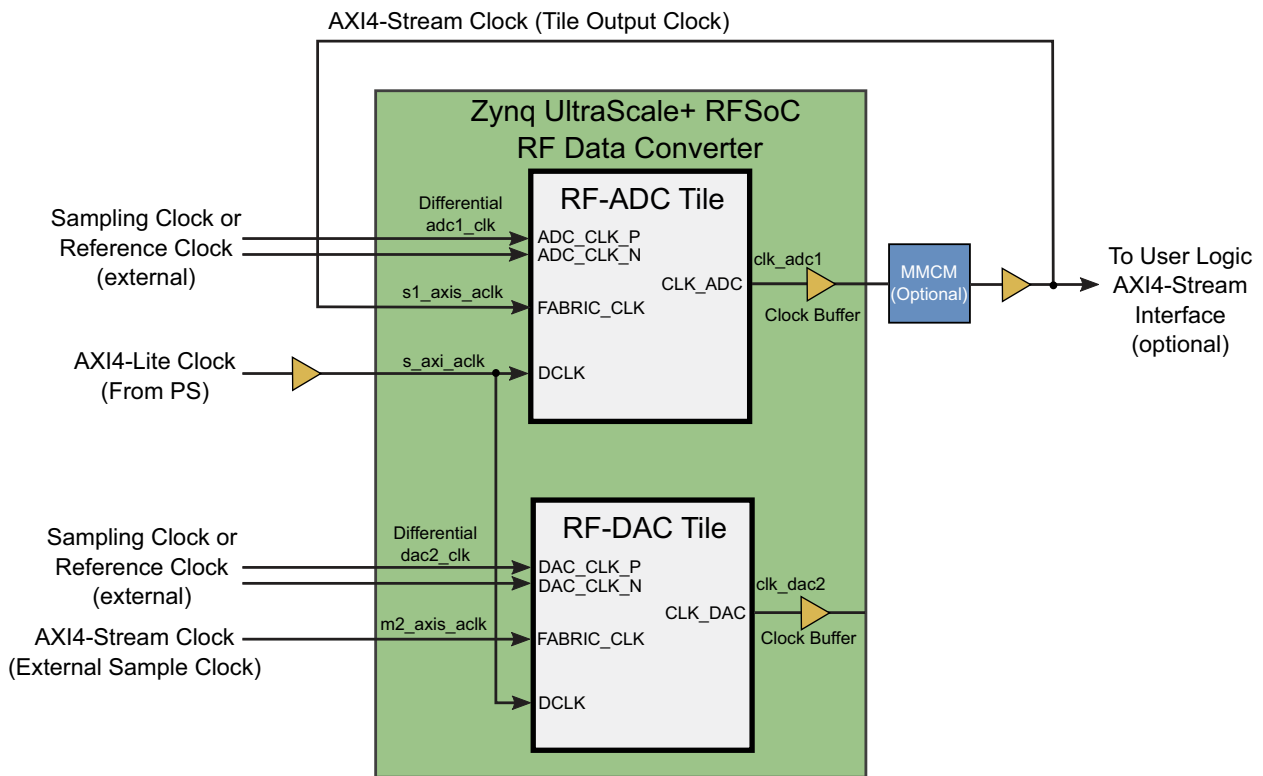 AXI4-Stream Clock (Tile Output Clock)
Zynq UltraScale+ RFSoC
RF Data Converter
RF-ADC Tile
Sampling Clock or
Reference Clock
(external)
Differential
adc1_clk
ADC_CLK_P
ADC_CLK_N
CLK_ADC
clk_adc1
Clock Buffer
MMCM
(Optional)
To User Logic
AXI4-Stream
Interface
(optional)
s1_axis_aclk
FABRIC_CLK
AXI4-Lite Clock
(From PS)
s_axi_aclk
DCLK
RF-DAC Tile
Sampling Clock or
Reference Clock
(external)
Differential
dac2_clk
DAC_CLK_P
DAC_CLK_N
CLK_DAC
clk_dac2
Clock Buffer
AXI4-Stream Clock
(External Sample Clock)
m2_axis_aclk
FABRIC_CLK
DCLK